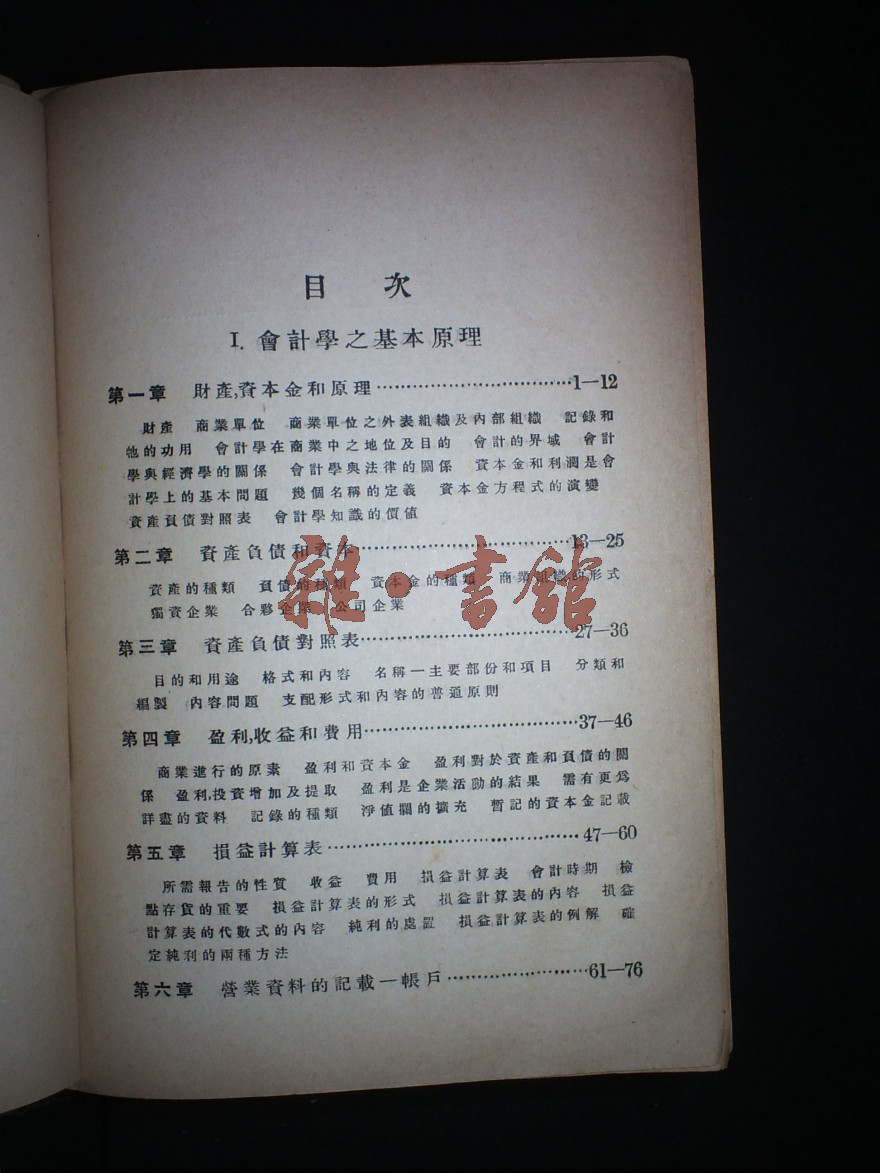 目 次
I. 會計學之基本原理
第一章 財產,資本金和原理……………………………1—12
財產 商業單位 商業單位之外表組織及內部組織 記錄和
牠的功用 會計學在商業中之地位及目的 會計的界域 會計
學與經濟學的關係 會計學與法律的關係 資本金和利潤是會
計學上的基本問題 幾個名稱的定義 資本金方程式的演變
資產負債對照表 會計學知識的價值
第二章 資產負債和資本……………………………13—25
資產的種類 負債的種類 資本金的種類 商業組織的形式
獨資企業 合夥企業 公司企業
第三章 資產負債對照表……………………………27—36
目的和用途 格式和內容 名稱—主要部份和項目 分類和
編製 內容問題 支配形式和內容的普通原則
第四章 盈利,收益和費用……………………………37—46
商業進行的原素 盈利和資本金 盈利對於資產和負債的關
係 盈利,投資增加及提取 盈利是企業活動的結果 需有更為
詳盡的資料 記錄的種類 淨值欄的擴充 暫記的資本金記載
第五章 損益計算表……………………………47—60
所需報告的性質 收益 費用 損益計算表 會計時期 檢
點存貨的重要 損益計算表的形式 損益計算表的內容 損益
計算表的代數式的內容 純利的處置 損益計算表的例解 確
定純利的兩種方法
第六章 營業資料的記載—帳戶……………………61—76
雜·書館